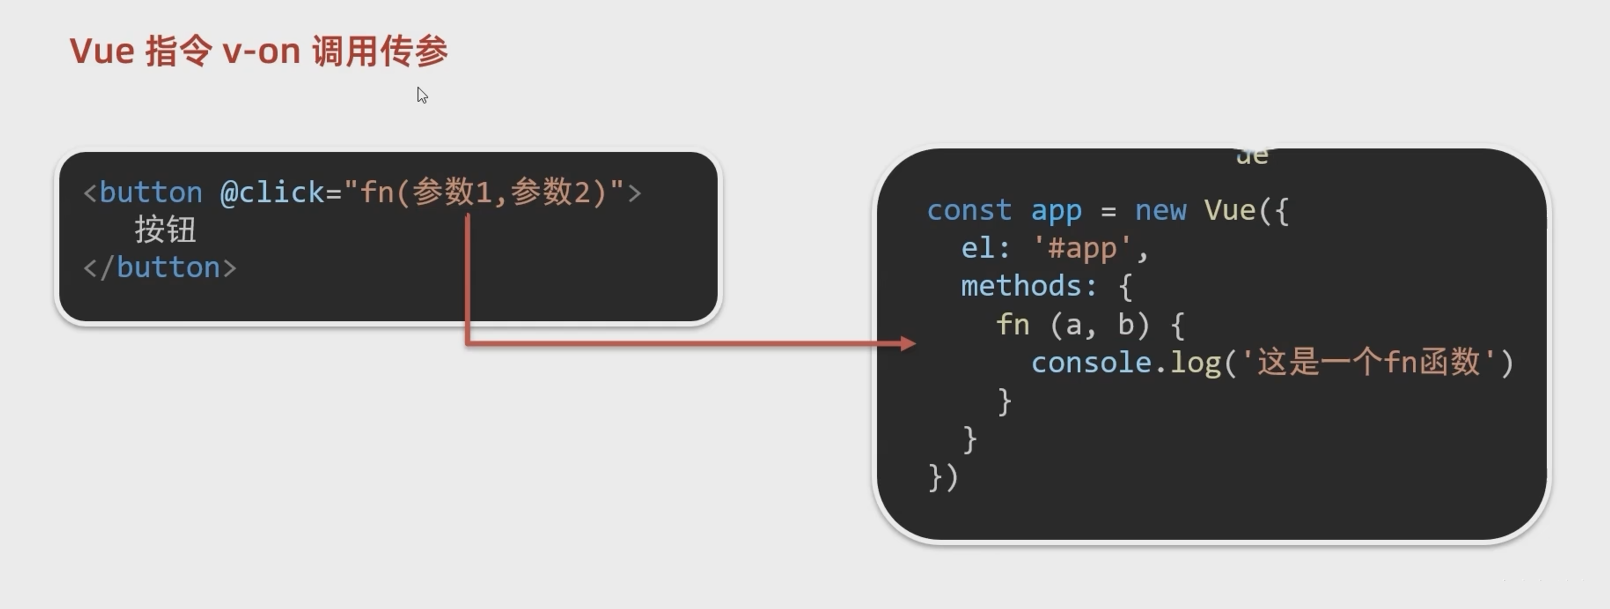 Vue 指令 v-on 调用传参
<button @click="fn(参数1,参数2)">
按钮
</button>
ue
const app = new Vue({
el: '#app',
methods: {
fn (a, b) {
console.log('这是一个fn函数')
}
}
})